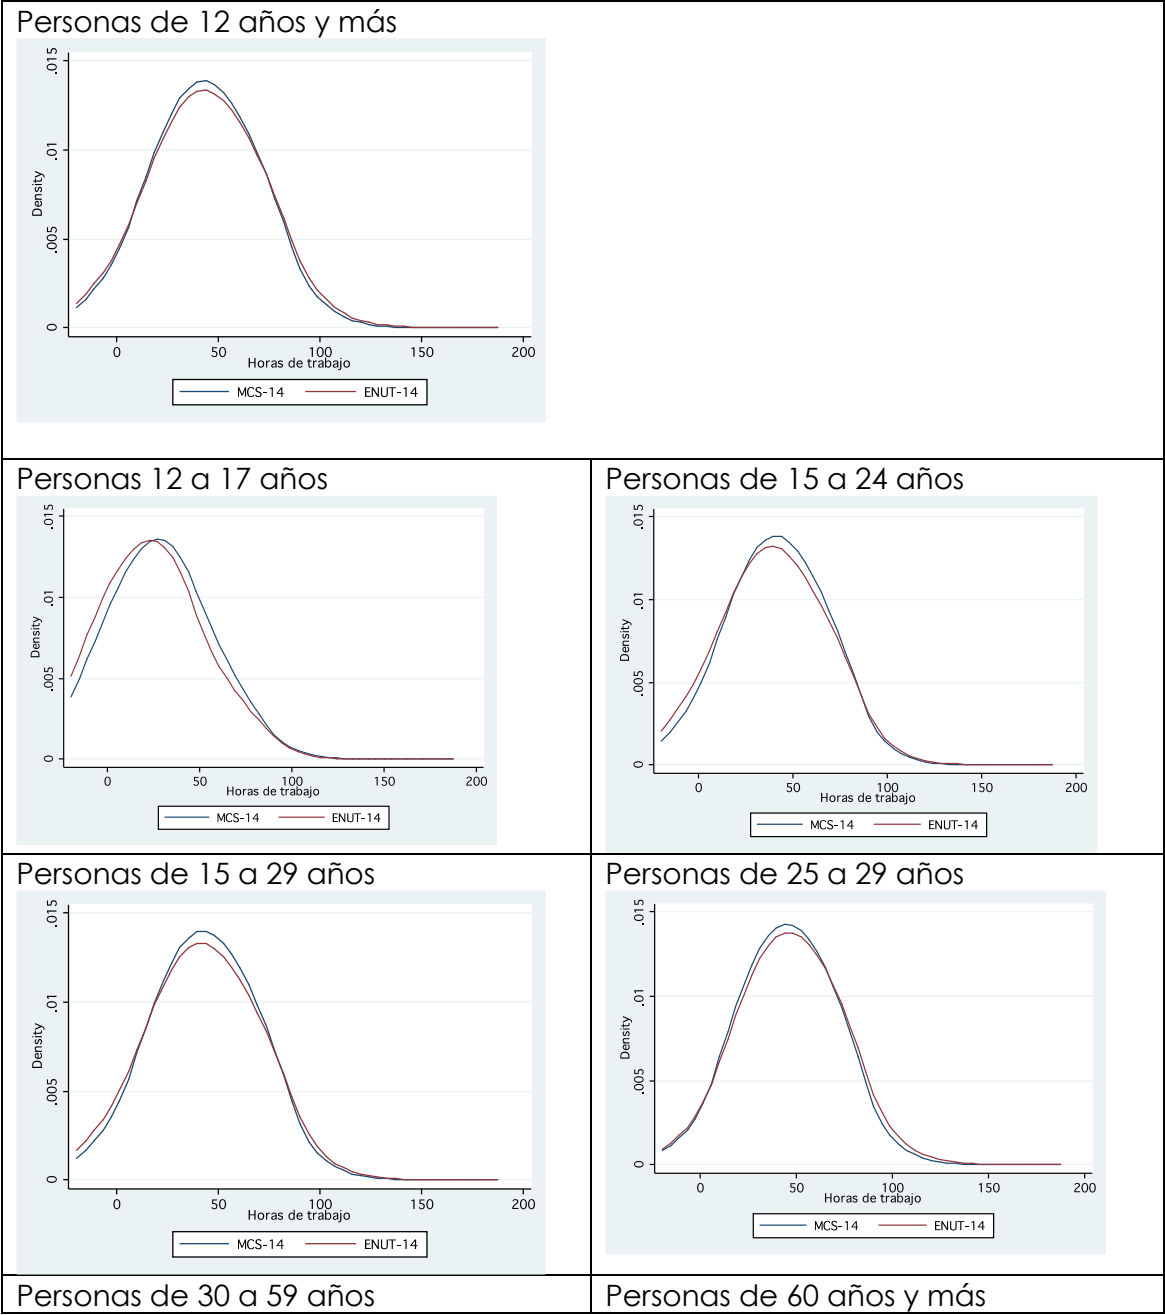 Personas de 12 años y más
.015
.01
.005
0
Density
0 50 100 150 200
Horas de trabajo
MCS-14 ENUT-14
Personas 12 a 17 años
.015
.01
.005
0
Density
0 50 100 150 200
Horas de trabajo
MCS-14 ENUT-14
Personas de 15 a 24 años
.015
.01
.005
0
Density
0 50 100 150 200
Horas de trabajo
MCS-14 ENUT-14
Personas de 15 a 29 años
.015
.01
.005
0
Density
0 50 100 150 200
Horas de trabajo
MCS-14 ENUT-14
Personas de 25 a 29 años
.015
.01
.005
0
Density
0 50 100 150 200
Horas de trabajo
MCS-14 ENUT-14
Personas de 30 a 59 años
Personas de 60 años y más